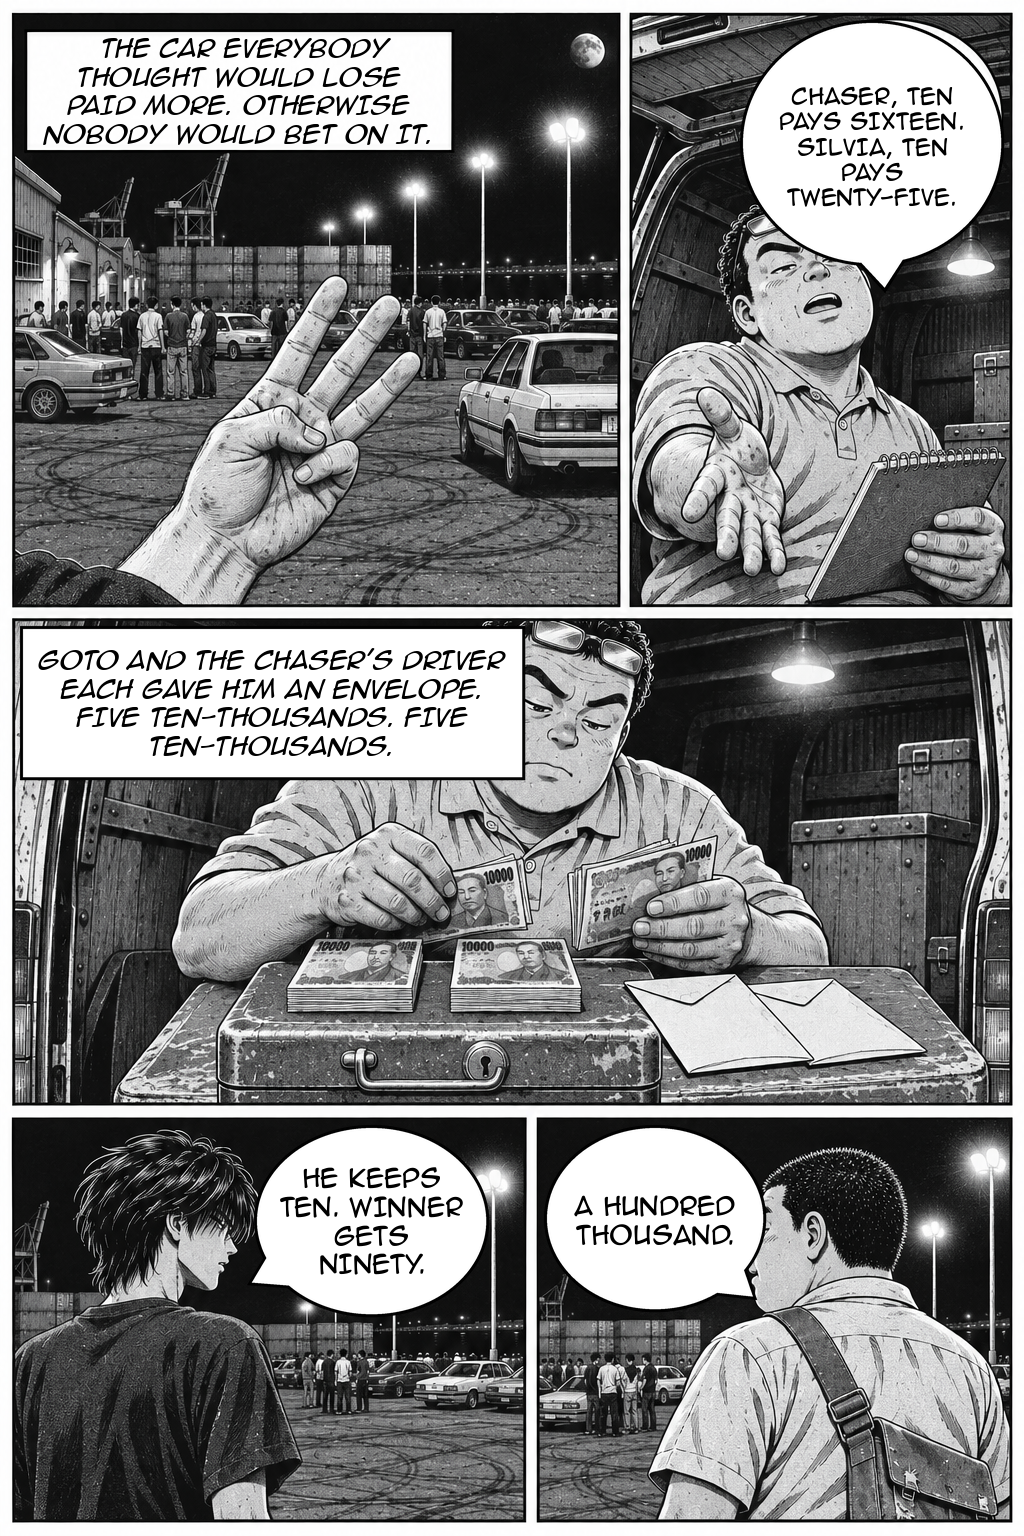 THE CAR EVERYBODY
THOUGHT WOULD LOSE
PAID MORE. OTHERWISE
NOBODY WOULD BET ON IT.
CHASER, TEN
PAYS SIXTEEN.
SILVIA, TEN
PAYS
TWENTY-FIVE.
GOTO AND THE CHASER'S DRIVER
EACH GAVE HIM AN ENVELOPE.
FIVE TEN-THOUSANDS. FIVE
TEN-THOUSANDS.
10000
10000
10000
10000
HE KEEPS
TEN. WINNER
GETS
NINETY.
A HUNDRED
THOUSAND.